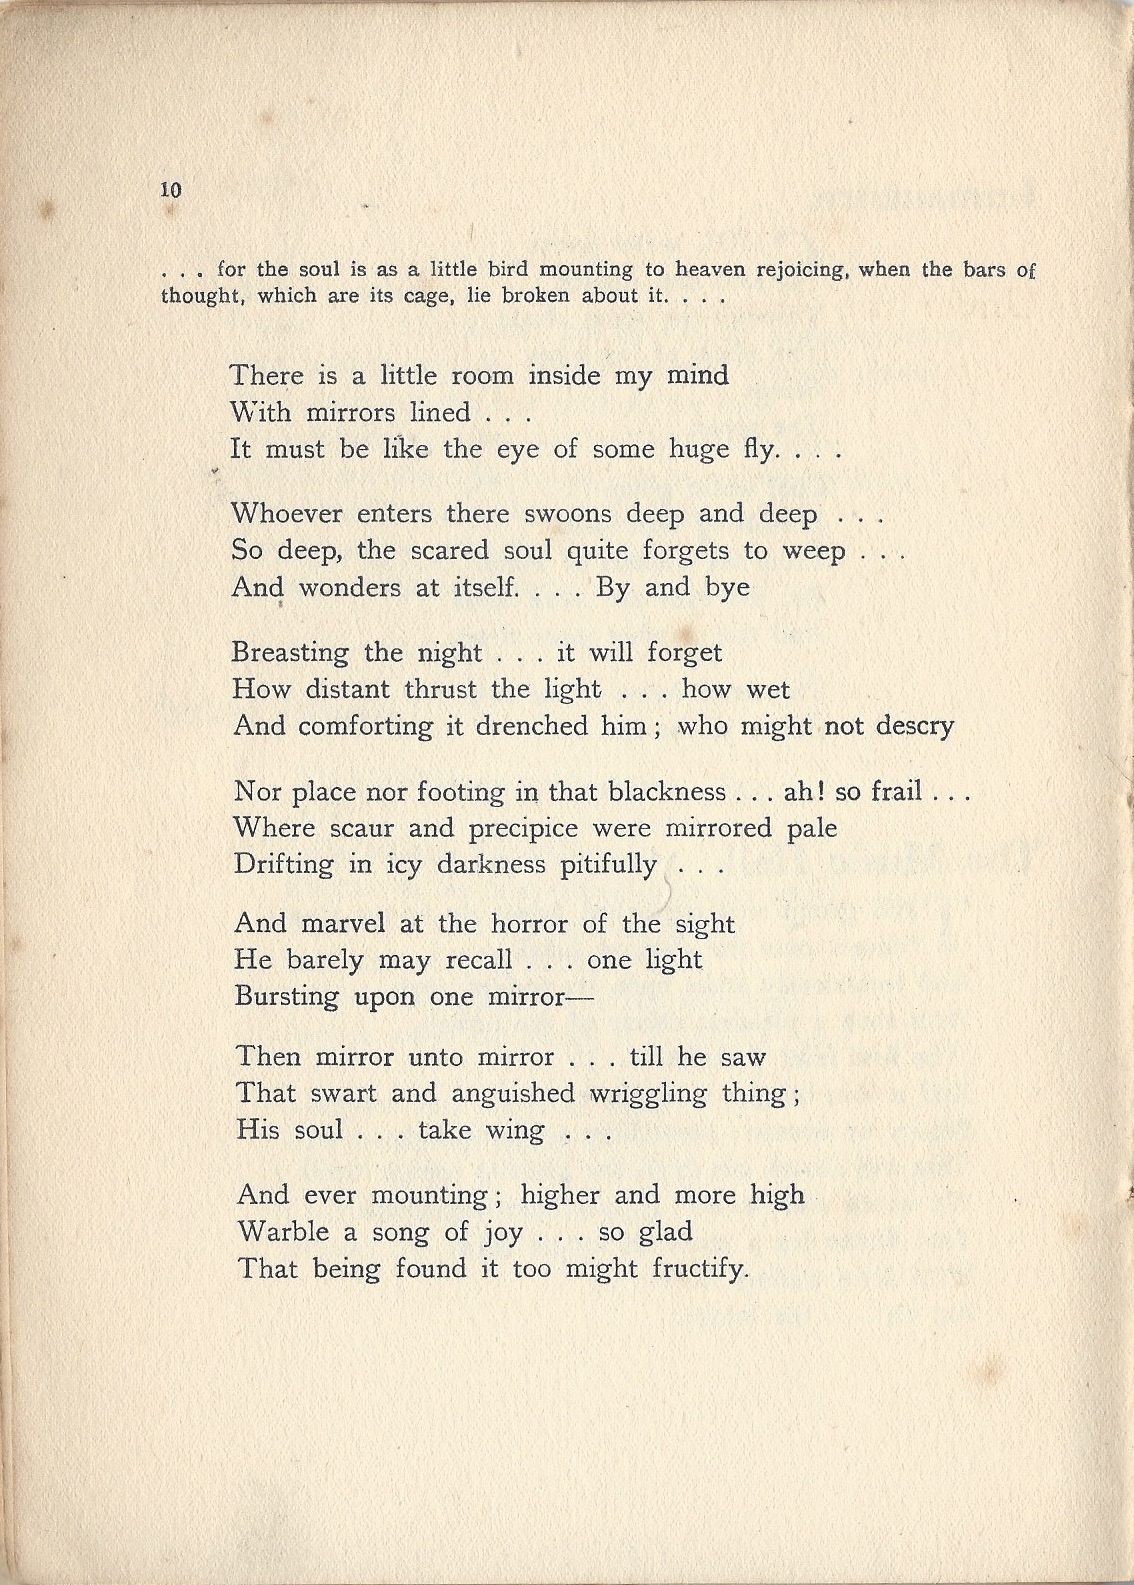 10
. . . for the soul is as a little bird mounting to heaven rejoicing, when the bars of
thought, which are its cage, lie broken about it. . . .
There is a little room inside my mind
With mirrors lined . . .
It must be like the eye of some huge fly. . . .
Whoever enters there swoons deep and deep . . .
So deep, the scared soul quite forgets to weep . . .
And wonders at itself. . . . By and bye
Breasting the night . . . it will forget
How distant thrust the light . . . how wet
And comforting it drenched him ; who might not descry
Nor place nor footing in that blackness . . . ah! so frail . . .
Where scaur and precipice were mirrored pale
Drifting in icy darkness pitifully . . .
And marvel at the horror of the sight
He barely may recall . . . one light
Bursting upon one mirror—
Then mirror unto mirror . . . till he saw
That swart and anguished wriggling thing ;
His soul . . . take wing . . .
And ever mounting ; higher and more high
Warble a song of joy . . . so glad
That being found it too might fructify.